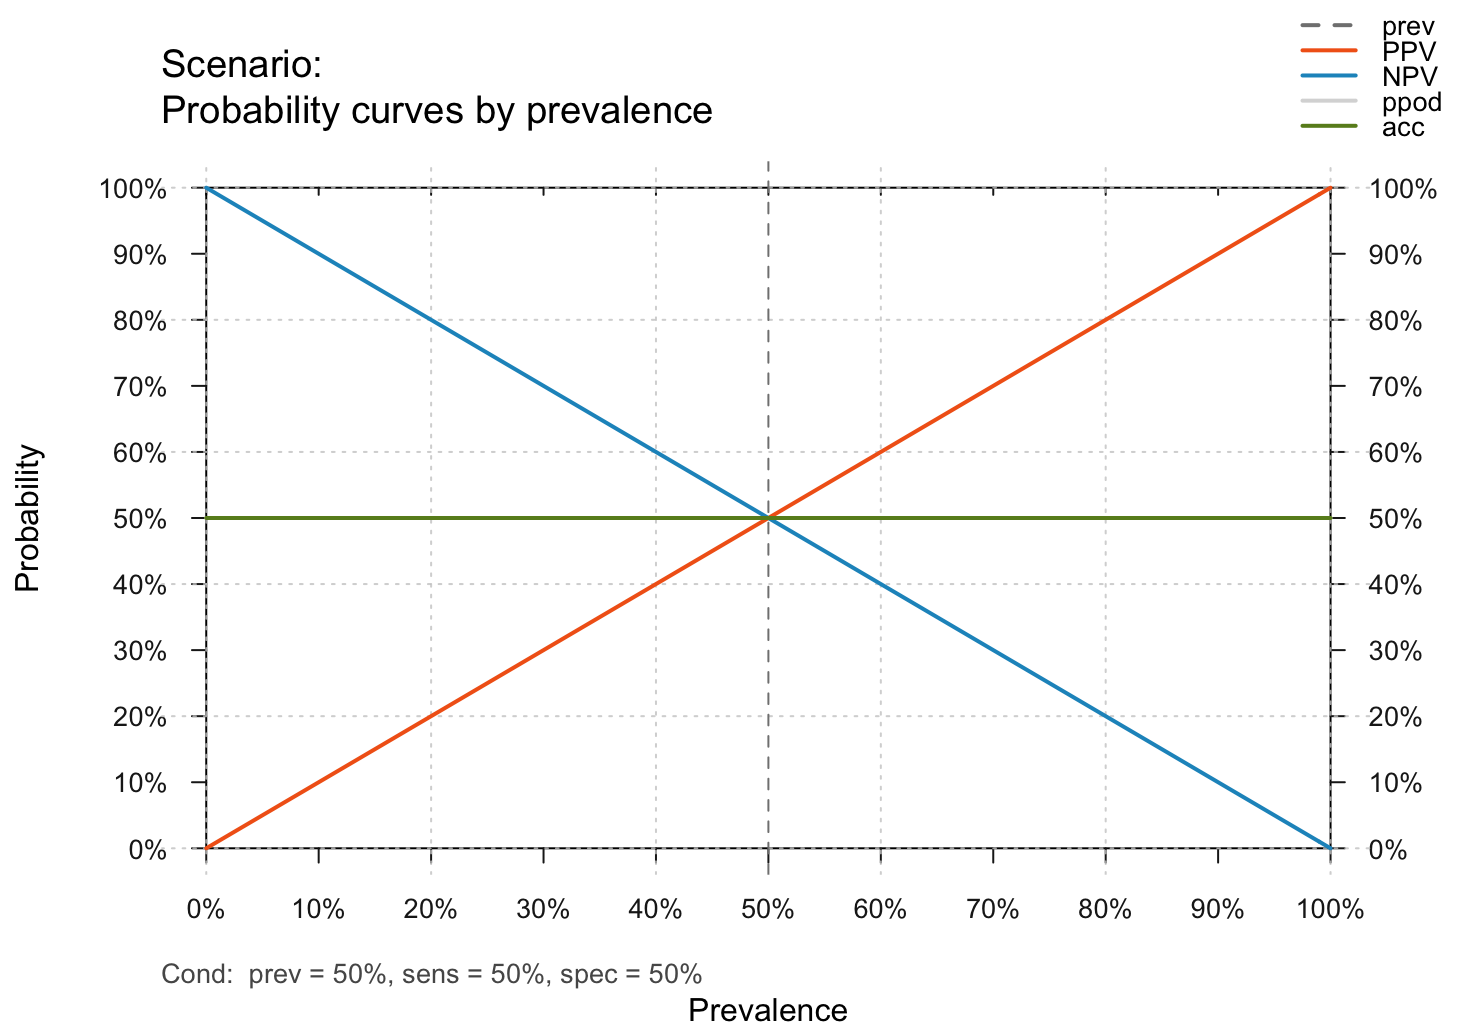 prev
PPV
NPV
ppod
acc
Scenario:
Probability curves by prevalence
100% 100%
90% 90%
80% 80%
70% 70%
60% 60%
50% 50%
40% 40%
30% 30%
20% 20%
10% 10%
0% 0%
Probability
0% 10% 20% 30% 40% 50% 60% 70% 80% 90% 100%
Cond:  prev = 50%, sens = 50%, spec = 50%
Prevalence